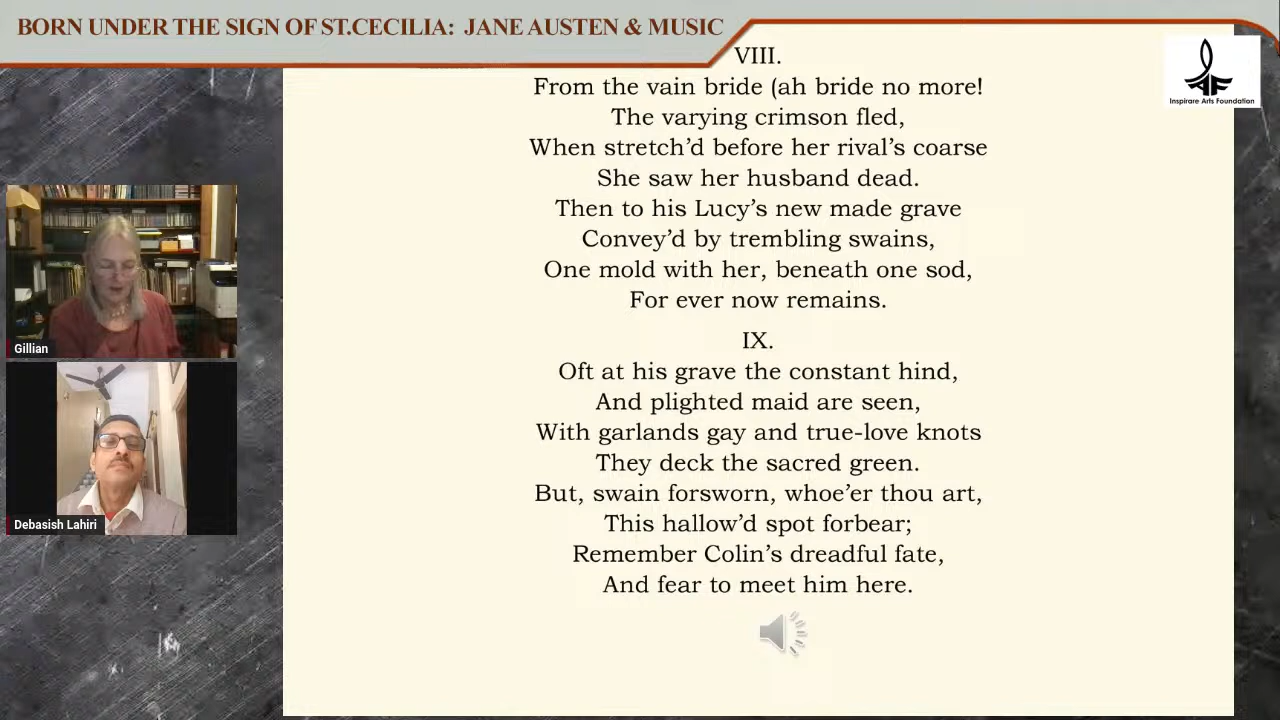 BORN UNDER THE SIGN OF ST.CECILIA: JANE AUSTEN & MUSIC
Inspirare Arts Foundation
VIII.
From the vain bride (ah bride no more!
The varying crimson fled,
When stretch’d before her rival’s coarse
She saw her husband dead.
Then to his Lucy’s new made grave
Convey’d by trembling swains,
One mold with her, beneath one sod,
For ever now remains.
IX.
Oft at his grave the constant hind,
And plighted maid are seen,
With garlands gay and true-love knots
They deck the sacred green.
But, swain forsworn, whoe’er thou art,
This hallow’d spot forbear;
Remember Colin’s dreadful fate,
And fear to meet him here.
Gillian
Debasish Lahiri